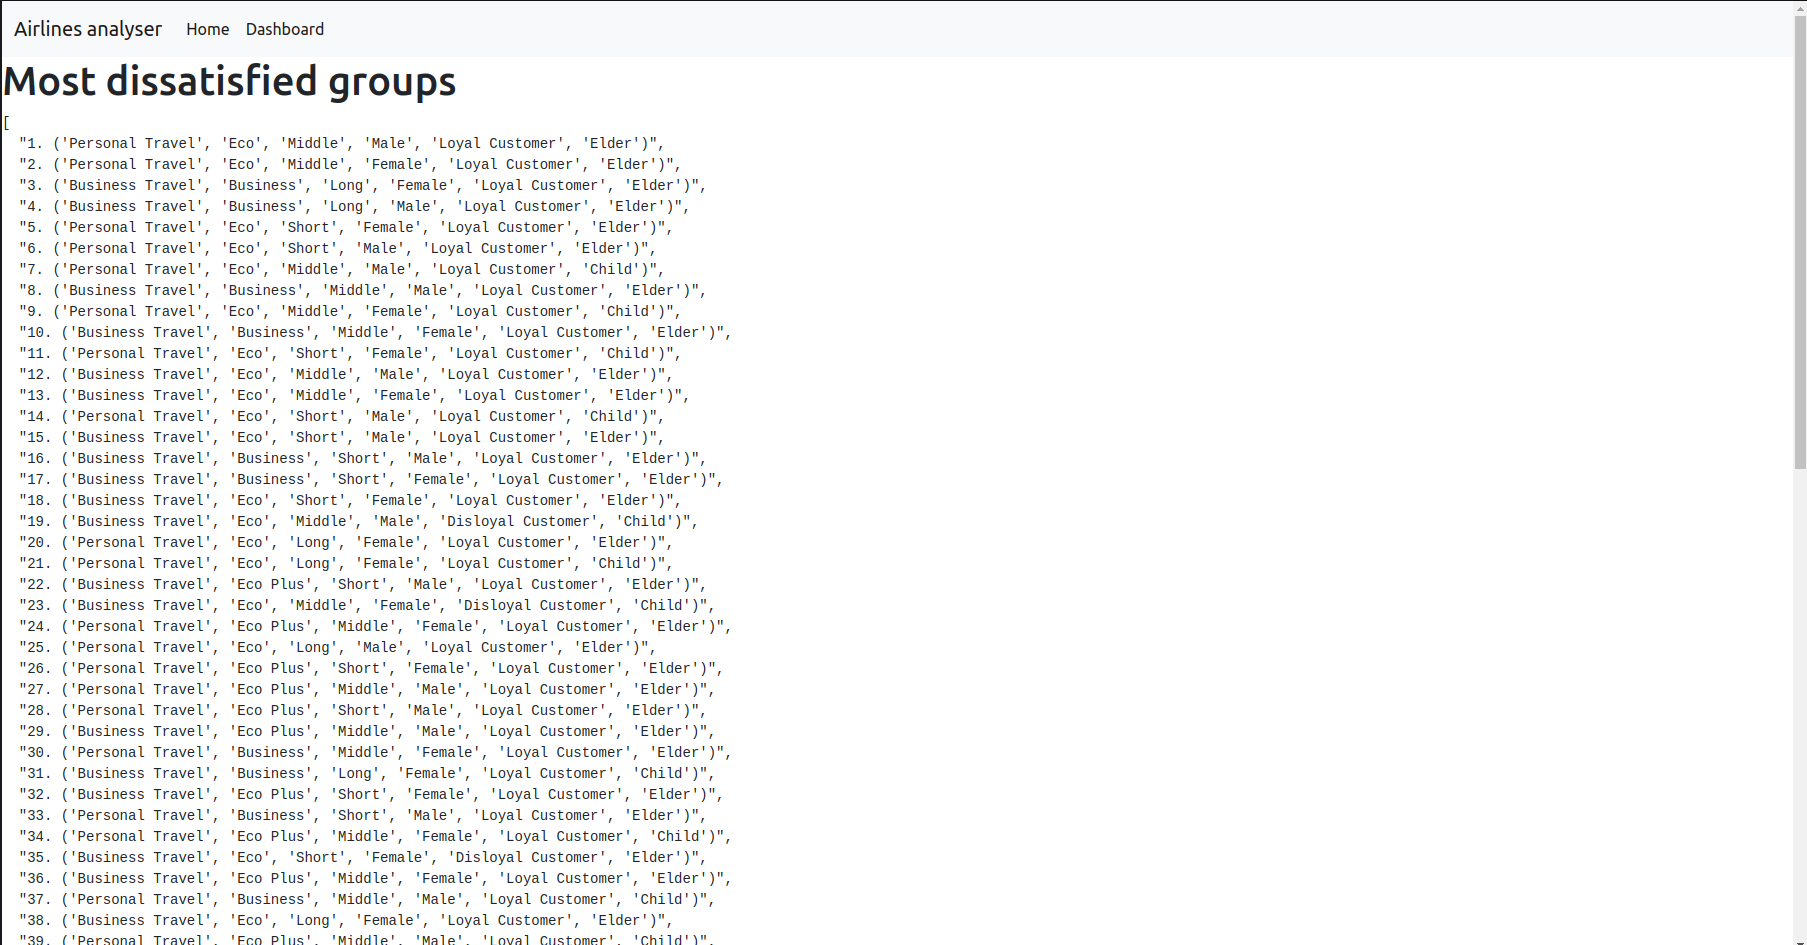 Airlines analyser Home Dashboard
Most dissatisfied groups
[
"1. ('Personal Travel', 'Eco', 'Middle', 'Male', 'Loyal Customer', 'Elder')",
"2. ('Personal Travel', 'Eco', 'Middle', 'Female', 'Loyal Customer', 'Elder')",
"3. ('Business Travel', 'Business', 'Long', 'Female', 'Loyal Customer', 'Elder')",
"4. ('Business Travel', 'Business', 'Long', 'Male', 'Loyal Customer', 'Elder')",
"5. ('Personal Travel', 'Eco', 'Short', 'Female', 'Loyal Customer', 'Elder')",
"6. ('Personal Travel', 'Eco', 'Short', 'Male', 'Loyal Customer', 'Elder')",
"7. ('Personal Travel', 'Eco', 'Middle', 'Male', 'Loyal Customer', 'Child')",
"8. ('Business Travel', 'Business', 'Middle', 'Male', 'Loyal Customer', 'Elder')",
"9. ('Personal Travel', 'Eco', 'Middle', 'Female', 'Loyal Customer', 'Child')",
"10. ('Business Travel', 'Business', 'Middle', 'Female', 'Loyal Customer', 'Elder')",
"11. ('Personal Travel', 'Eco', 'Short', 'Female', 'Loyal Customer', 'Child')",
"12. ('Business Travel', 'Eco', 'Middle', 'Male', 'Loyal Customer', 'Elder')",
"13. ('Business Travel', 'Eco', 'Middle', 'Female', 'Loyal Customer', 'Elder')",
"14. ('Personal Travel', 'Eco', 'Short', 'Male', 'Loyal Customer', 'Child')",
"15. ('Business Travel', 'Eco', 'Short', 'Male', 'Loyal Customer', 'Elder')",
"16. ('Business Travel', 'Business', 'Short', 'Male', 'Loyal Customer', 'Elder')",
"17. ('Business Travel', 'Business', 'Short', 'Female', 'Loyal Customer', 'Elder')",
"18. ('Business Travel', 'Eco', 'Short', 'Female', 'Loyal Customer', 'Elder')",
"19. ('Business Travel', 'Eco', 'Middle', 'Male', 'Disloyal Customer', 'Child')",
"20. ('Personal Travel', 'Eco', 'Long', 'Female', 'Loyal Customer', 'Elder')",
"21. ('Personal Travel', 'Eco', 'Long', 'Female', 'Loyal Customer', 'Child')",
"22. ('Business Travel', 'Eco Plus', 'Short', 'Male', 'Loyal Customer', 'Elder')",
"23. ('Business Travel', 'Eco', 'Middle', 'Female', 'Disloyal Customer', 'Child')",
"24. ('Personal Travel', 'Eco Plus', 'Middle', 'Female', 'Loyal Customer', 'Elder')",
"25. ('Personal Travel', 'Eco', 'Long', 'Male', 'Loyal Customer', 'Elder')",
"26. ('Personal Travel', 'Eco Plus', 'Short', 'Female', 'Loyal Customer', 'Elder')",
"27. ('Personal Travel', 'Eco Plus', 'Middle', 'Male', 'Loyal Customer', 'Elder')",
"28. ('Personal Travel', 'Eco Plus', 'Short', 'Male', 'Loyal Customer', 'Elder')",
"29. ('Business Travel', 'Eco Plus', 'Middle', 'Male', 'Loyal Customer', 'Elder')",
"30. ('Personal Travel', 'Business', 'Middle', 'Female', 'Loyal Customer', 'Elder')",
"31. ('Business Travel', 'Business', 'Long', 'Female', 'Loyal Customer', 'Child')",
"32. ('Business Travel', 'Eco Plus', 'Short', 'Female', 'Loyal Customer', 'Elder')",
"33. ('Personal Travel', 'Business', 'Short', 'Male', 'Loyal Customer', 'Elder')",
"34. ('Personal Travel', 'Eco Plus', 'Middle', 'Female', 'Loyal Customer', 'Child')",
"35. ('Business Travel', 'Eco', 'Short', 'Female', 'Disloyal Customer', 'Elder')",
"36. ('Business Travel', 'Eco Plus', 'Middle', 'Female', 'Loyal Customer', 'Elder')",
"37. ('Personal Travel', 'Business', 'Middle', 'Male', 'Loyal Customer', 'Child')",
"38. ('Business Travel', 'Eco', 'Long', 'Female', 'Loyal Customer', 'Elder')",
"39. ('Personal Travel', 'Eco Plus', 'Middle', 'Male', 'Loyal Customer', 'Child')",